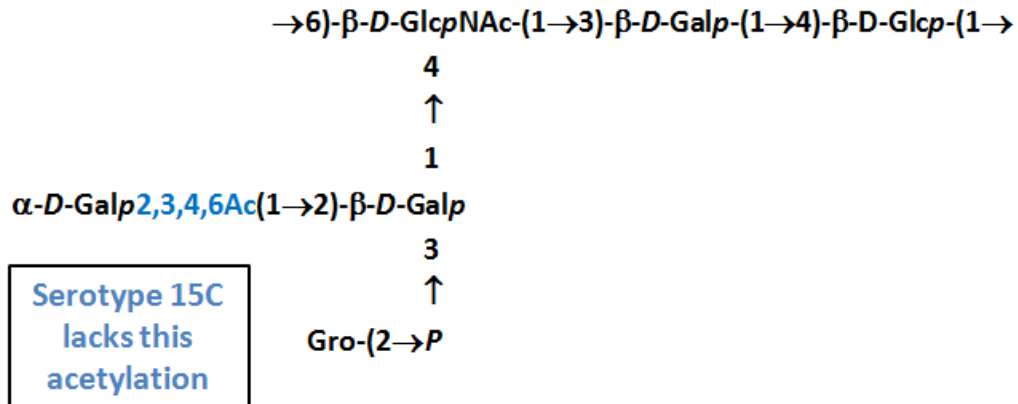 →6)-β-D-GlcpNAc-(1→3)-β-D-Galp-(1→4)-β-D-Glcp-(1→
4
↑
1
α-D-Galp2,3,4,6Ac(1→2)-β-D-Galp
3
↑
Gro-(2→P
Serotype 15C
lacks this
acetylation